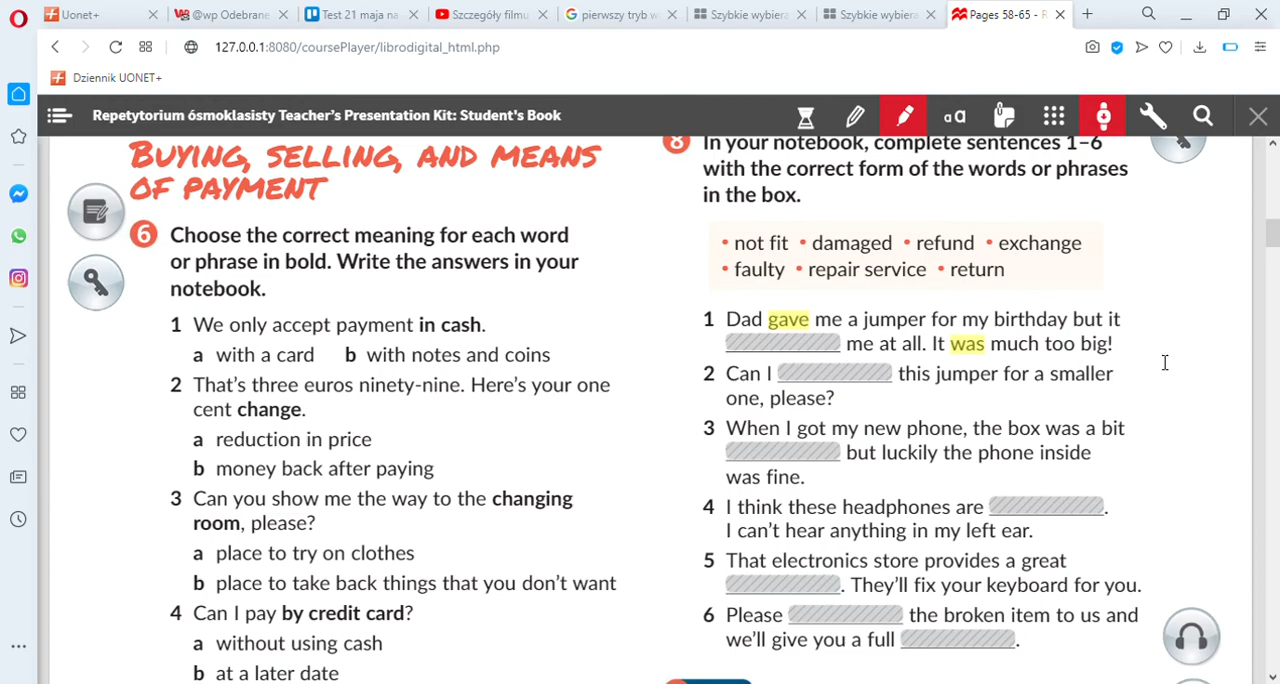 Uonet+
@wp Odebrane
Test 21 maja na
Szczegóły filmu
pierwszy tryb w
Szybkie wybiera
Szybkie wybiera
Pages 58-65 - R
127.0.0.1:8080/coursePlayer/librodigital_html.php
Dziennik UONET+
Repetytorium ósmoklasisty Teacher's Presentation Kit: Student's Book
aa
BUYING, SELLING, AND MEANS
OF PAYMENT
6 Choose the correct meaning for each word
or phrase in bold. Write the answers in your
notebook.
1 We only accept payment in cash.
a with a card b with notes and coins
2 That's three euros ninety-nine. Here's your one
cent change.
a reduction in price
b money back after paying
3 Can you show me the way to the changing
room, please?
a place to try on clothes
b place to take back things that you don't want
4 Can I pay by credit card?
a without using cash
b at a later date
8 In your notebook, complete sentences 1–6
with the correct form of the words or phrases
in the box.
• not fit • damaged • refund • exchange
• faulty • repair service • return
1 Dad gave me a jumper for my birthday but it
me at all. It was much too big!
2 Can I this jumper for a smaller
one, please?
3 When I got my new phone, the box was a bit
but luckily the phone inside
was fine.
4 I think these headphones are .
I can't hear anything in my left ear.
5 That electronics store provides a great
. They'll fix your keyboard for you.
6 Please the broken item to us and
we'll give you a full .